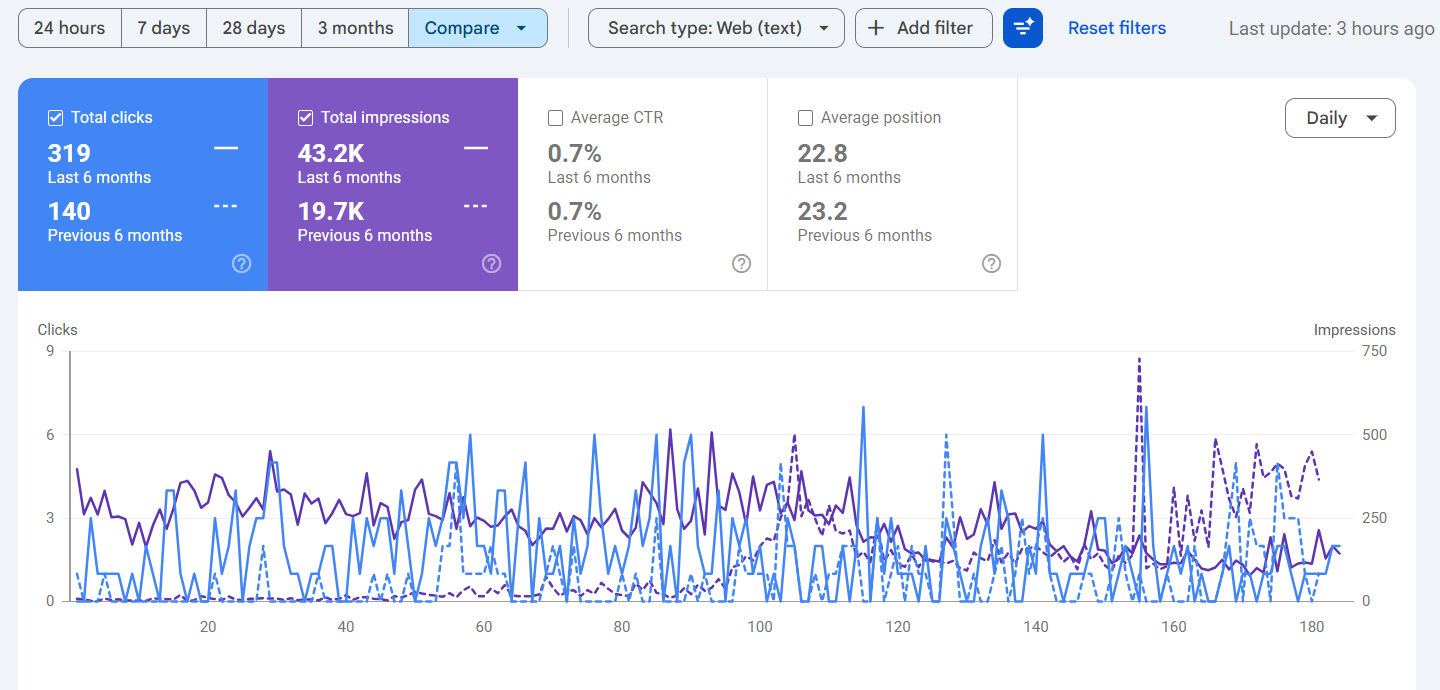 24 hours 7 days 28 days 3 months Compare Search type: Web (text) Add filter Reset filters Last update: 3 hours ago
Total clicks Total impressions Average CTR Average position Daily
319 43.2K 0.7% 22.8
Last 6 months Last 6 months Last 6 months Last 6 months
140 19.7K 0.7% 23.2
Previous 6 months Previous 6 months Previous 6 months Previous 6 months
Clicks Impressions
9 750
6 500
3 250
0 0
20 40 60 80 100 120 140 160 180